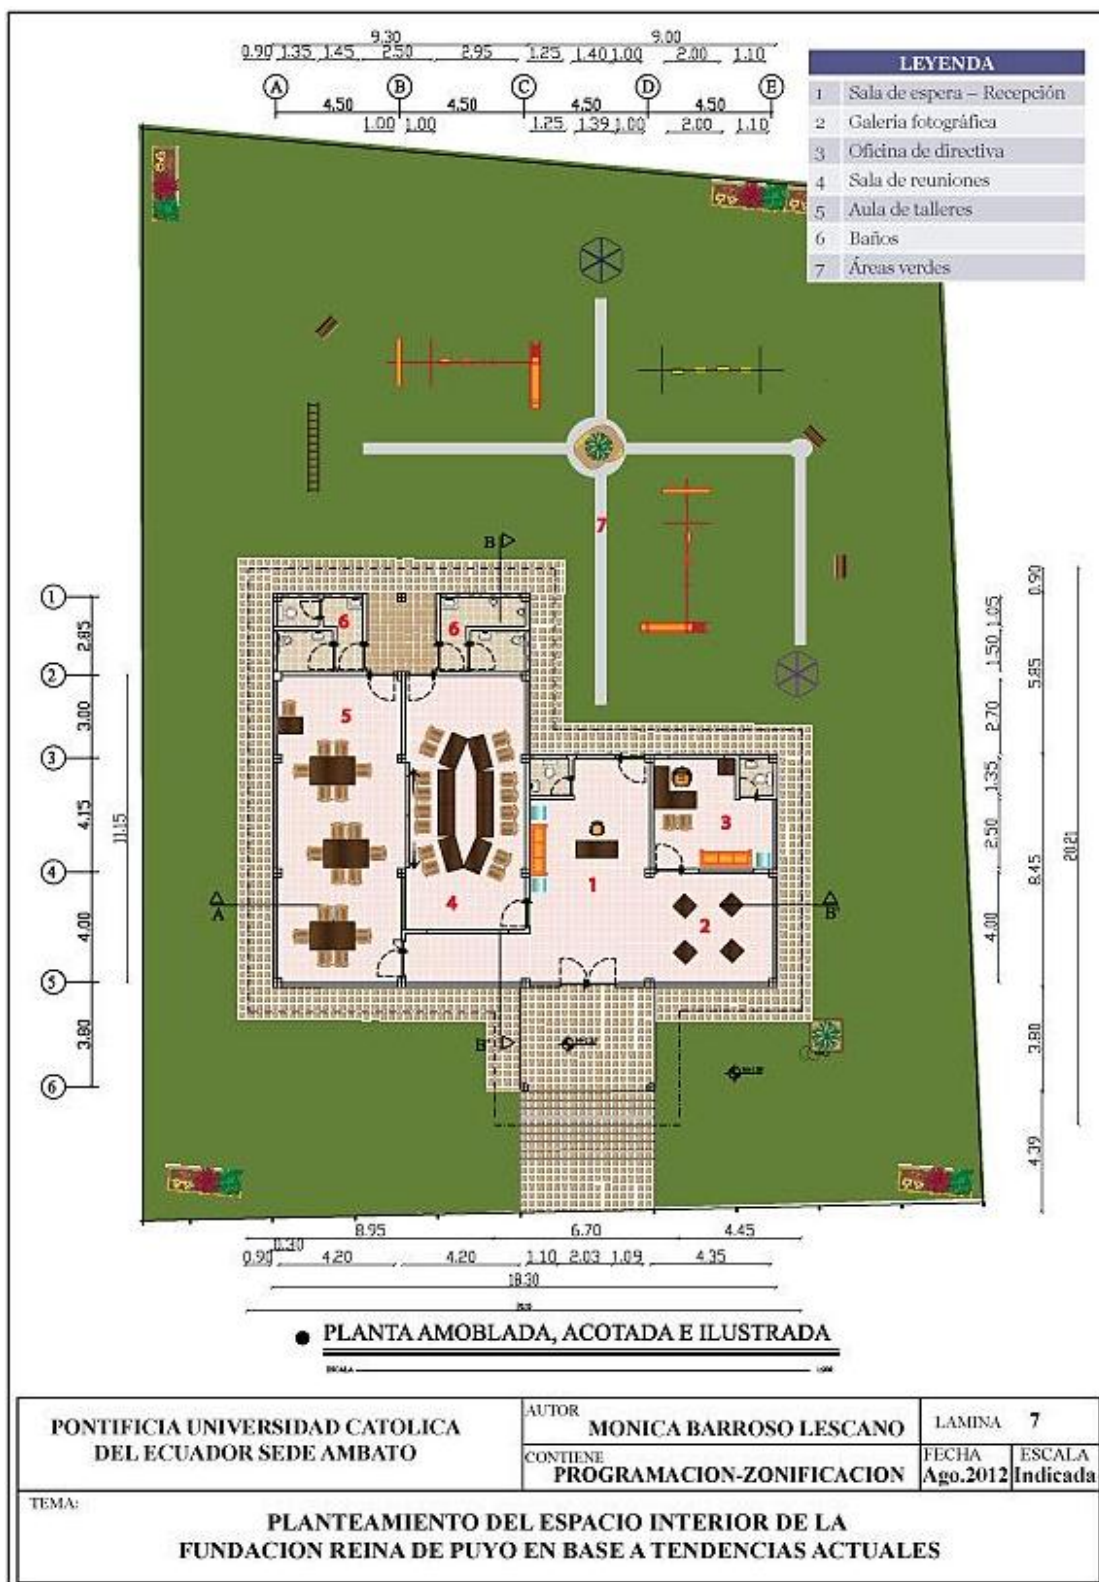 9.30 9.00
0.90 1.35 1.45 2.50 2.95 1.25 1.40 1.00 2.00 1.10
A B C D E
4.50 4.50 4.50 4.50
1.00 1.00 1.25 1.39 1.00 2.00 1.10
LEYENDA
1 Sala de espera – Recepción
2 Galería fotográfica
3 Oficina de directiva
4 Sala de reuniones
5 Aula de talleres
6 Baños
7 Áreas verdes
7
B
1
2.85
2
3.00
3
4.15
4
4.00
5
3.80
6
11.15
6 6
5
4
3
1
2
A
B'
B'
1.05
1.50
2.70
1.35
2.50
4.00
0.90
5.85
8.45
3.80
4.39
20.21
8.95 6.70 4.45
0.30
0.90 4.20 4.20 1.10 2.03 1.09 4.35
18.30
PLANTA AMOBLADA, ACOTADA E ILUSTRADA
ESCALA
PONTIFICIA UNIVERSIDAD CATOLICA
DEL ECUADOR SEDE AMBATO
AUTOR
MONICA BARROSO LESCANO
LAMINA 7
CONTIENE
PROGRAMACION-ZONIFICACION
FECHA
Ago.2012
ESCALA
Indicada
TEMA:
PLANTEAMIENTO DEL ESPACIO INTERIOR DE LA
FUNDACION REINA DE PUYO EN BASE A TENDENCIAS ACTUALES